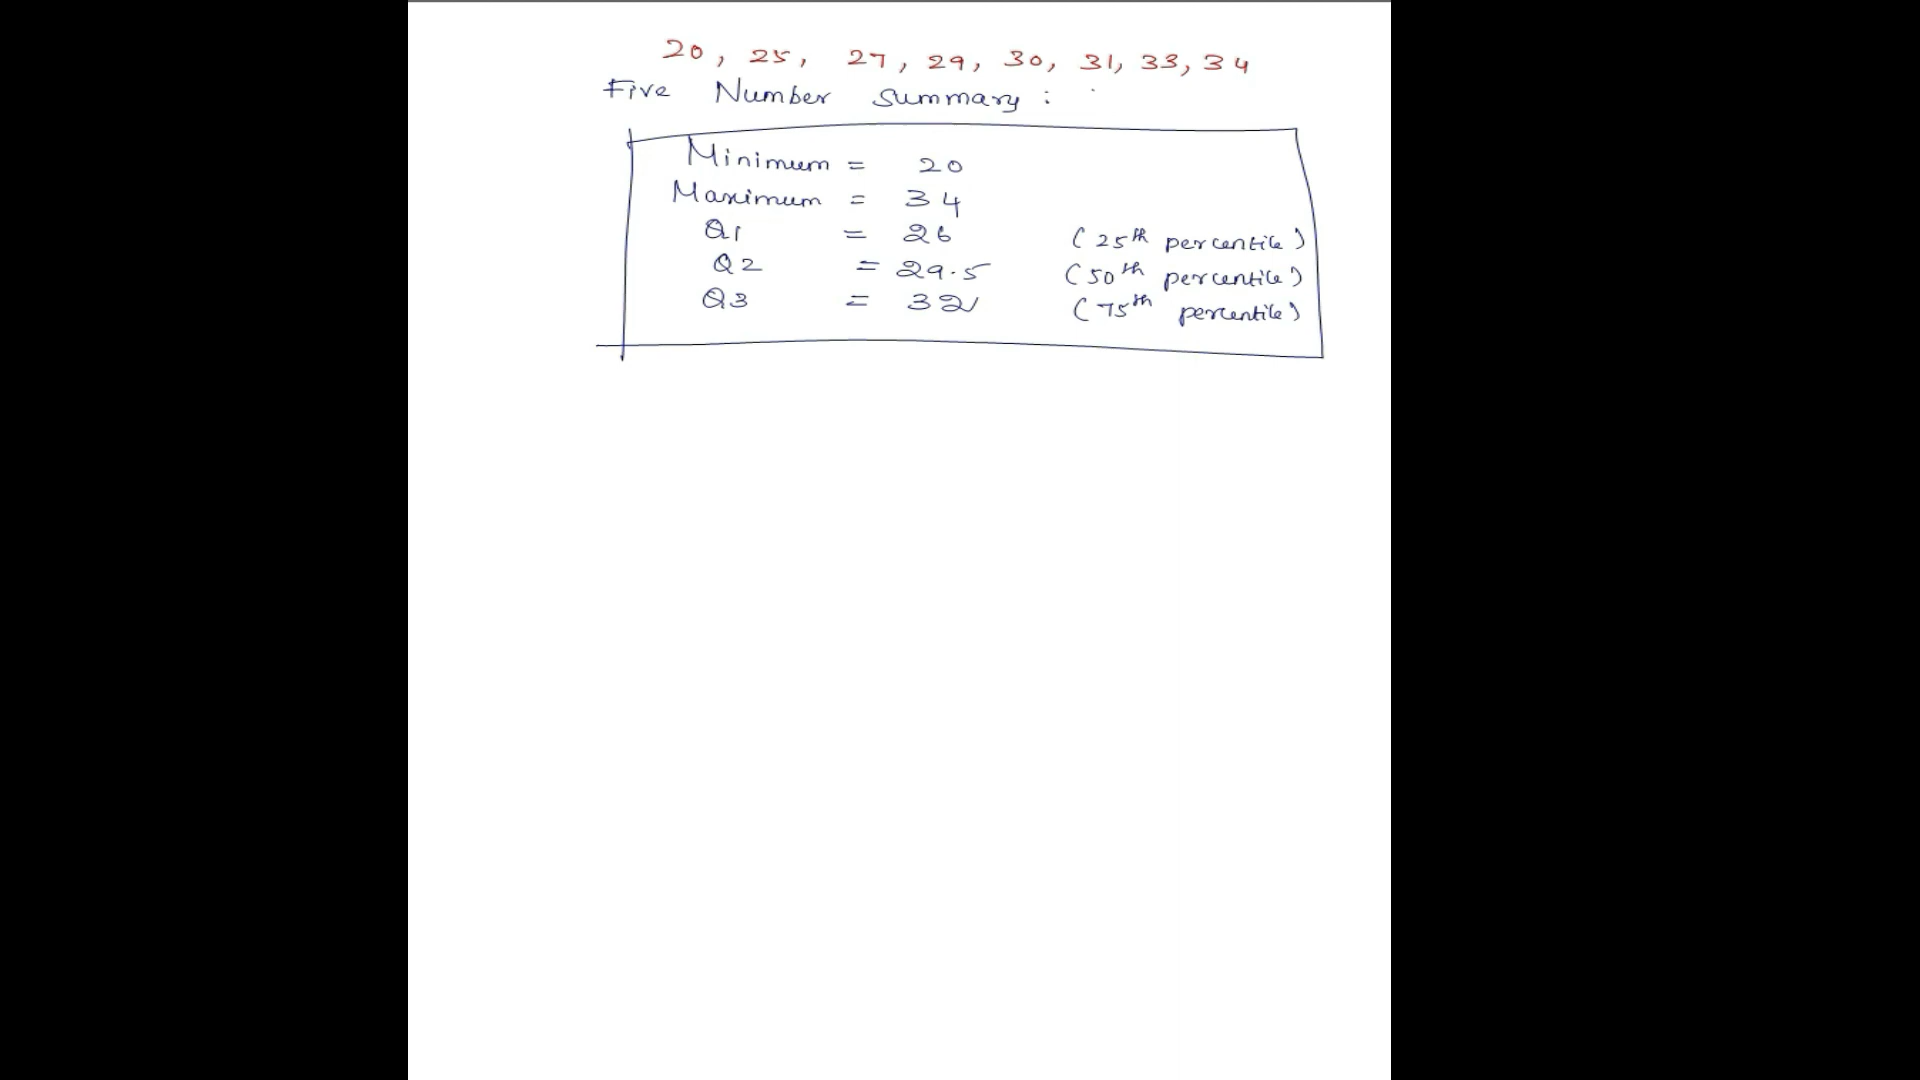 20, 25, 27, 29, 30, 31, 33, 34
Five Number summary:
Minimum = 20
Maximum = 34
Q1 = 26 (25th percentile)
Q2 = 29.5 (50th percentile)
Q3 = 32 (75th percentile)